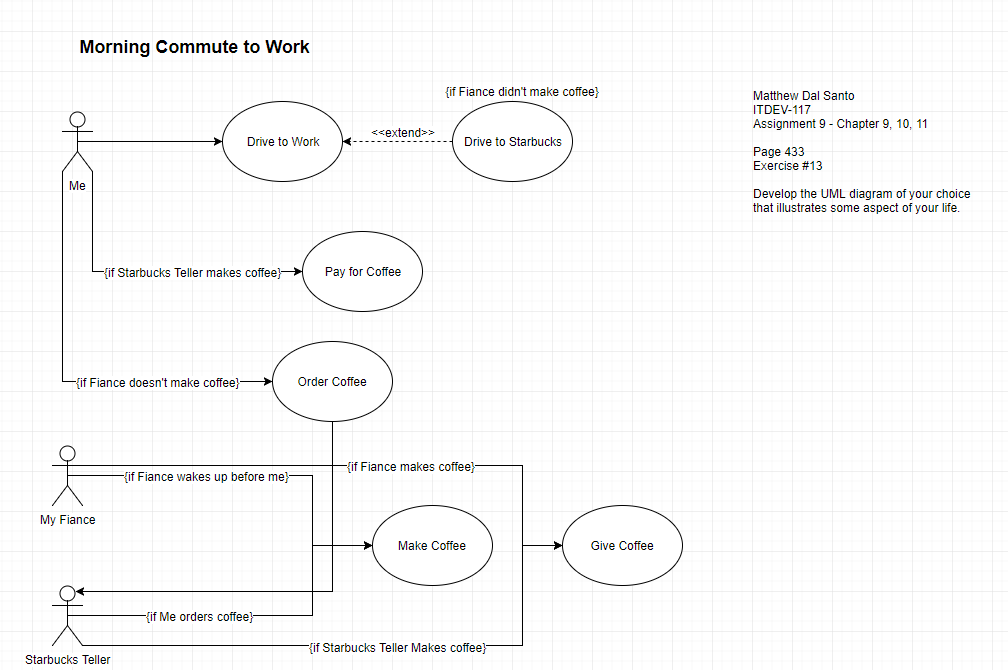 Morning Commute to Work
{if Fiance didn't make coffee}
Matthew Dal Santo
ITDEV-117
Assignment 9 - Chapter 9, 10, 11
Page 433
Exercise #13
Develop the UML diagram of your choice
that illustrates some aspect of your life.
Drive to Work
<<extend>>
Drive to Starbucks
Me
{if Starbucks Teller makes coffee}
Pay for Coffee
{if Fiance doesn't make coffee}
Order Coffee
{if Fiance makes coffee}
{if Fiance wakes up before me}
My Fiance
Make Coffee
Give Coffee
{if Me orders coffee}
{if Starbucks Teller Makes coffee}
Starbucks Teller